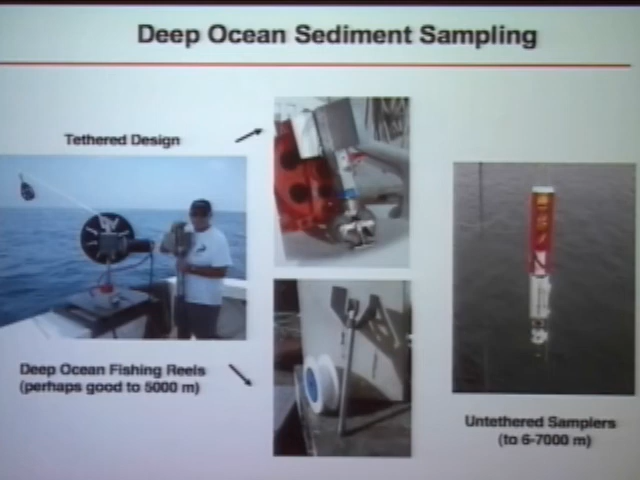 Deep Ocean Sediment Sampling
Tethered Design
Deep Ocean Fishing Reels
(perhaps good to 5000 m)
Untethered Samplers
(to 6-7000 m)